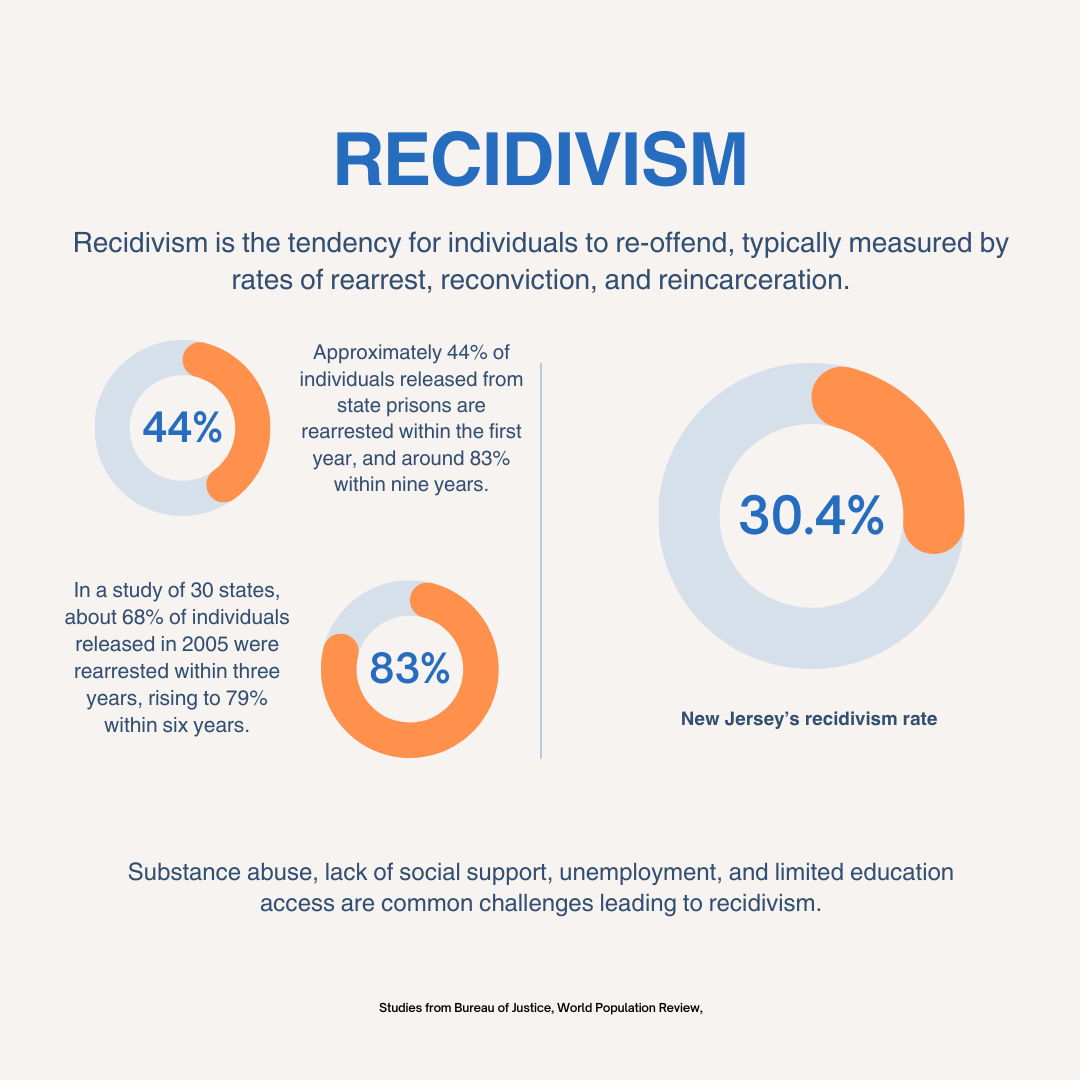 RECIDIVISM
Recidivism is the tendency for individuals to re-offend, typically measured by
rates of rearrest, reconviction, and reincarceration.
44%
Approximately 44% of
individuals released from
state prisons are
rearrested within the first
year, and around 83%
within nine years.
In a study of 30 states,
about 68% of individuals
released in 2005 were
rearrested within three
years, rising to 79%
within six years.
83%
30.4%
New Jersey’s recidivism rate
Substance abuse, lack of social support, unemployment, and limited education
access are common challenges leading to recidivism.
Studies from Bureau of Justice, World Population Review,